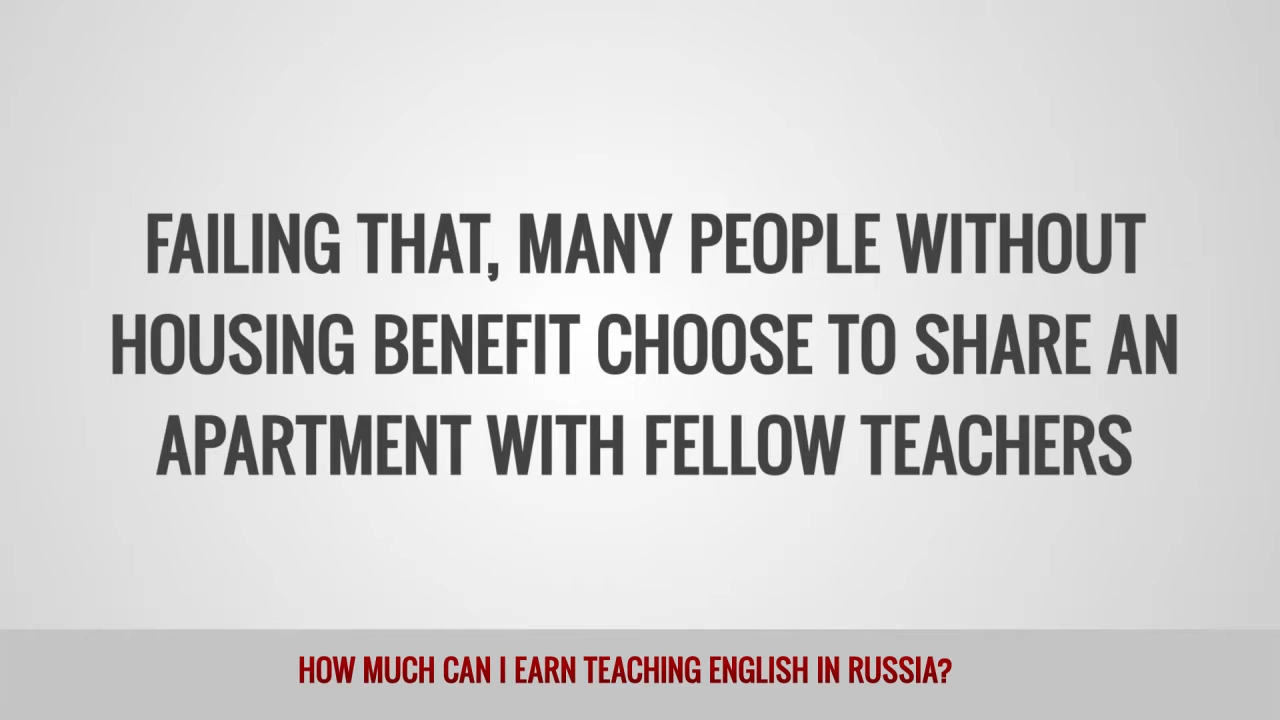 FAILING THAT, MANY PEOPLE WITHOUT
HOUSING BENEFIT CHOOSE TO SHARE AN
APARTMENT WITH FELLOW TEACHERS
HOW MUCH CAN I EARN TEACHING ENGLISH IN RUSSIA?